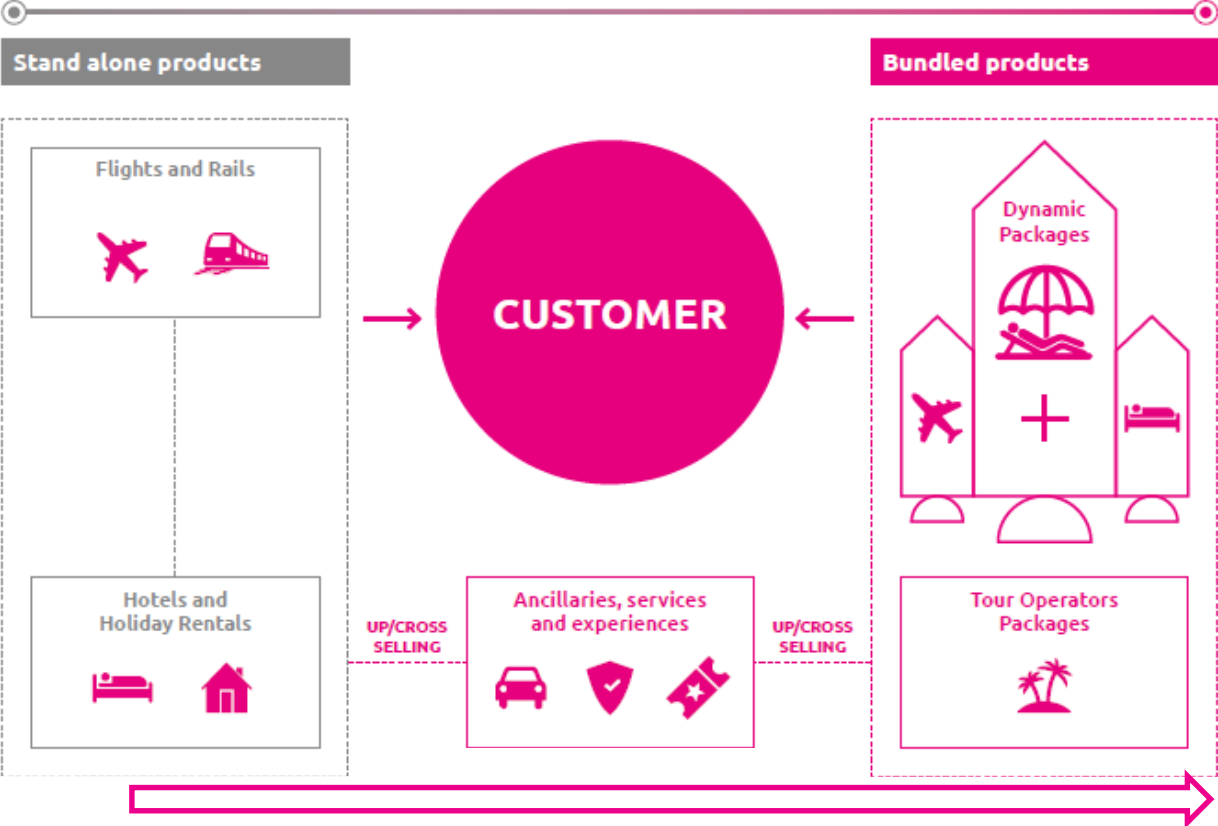 Stand alone products
Bundled products
Flights and Rails
CUSTOMER
Dynamic
Packages
Hotels and
Holiday Rentals
UP/CROSS
SELLING
Ancillaries, services
and experiences
UP/CROSS
SELLING
Tour Operators
Packages